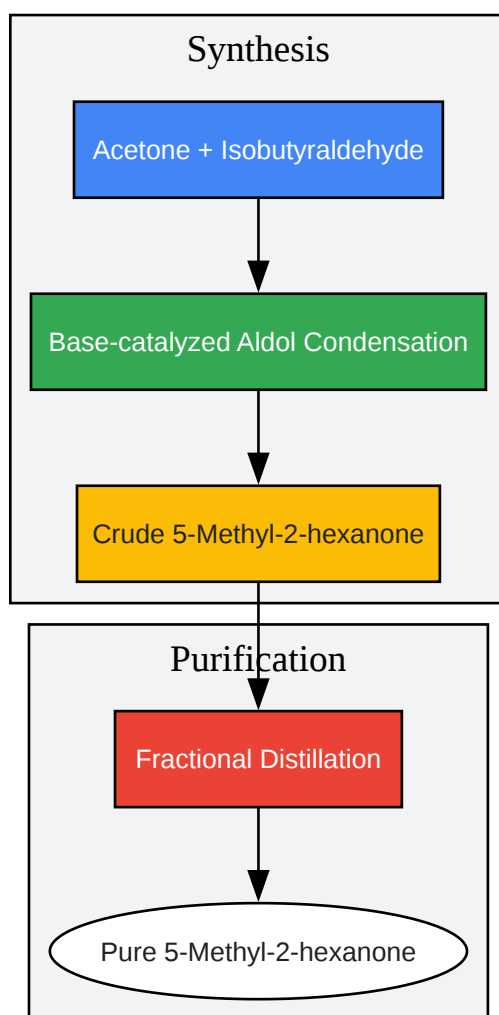 Synthesis
Acetone + Isobutyraldehyde
Base-catalyzed Aldol Condensation
Crude 5-Methyl-2-hexanone
Purification
Fractional Distillation
Pure 5-Methyl-2-hexanone